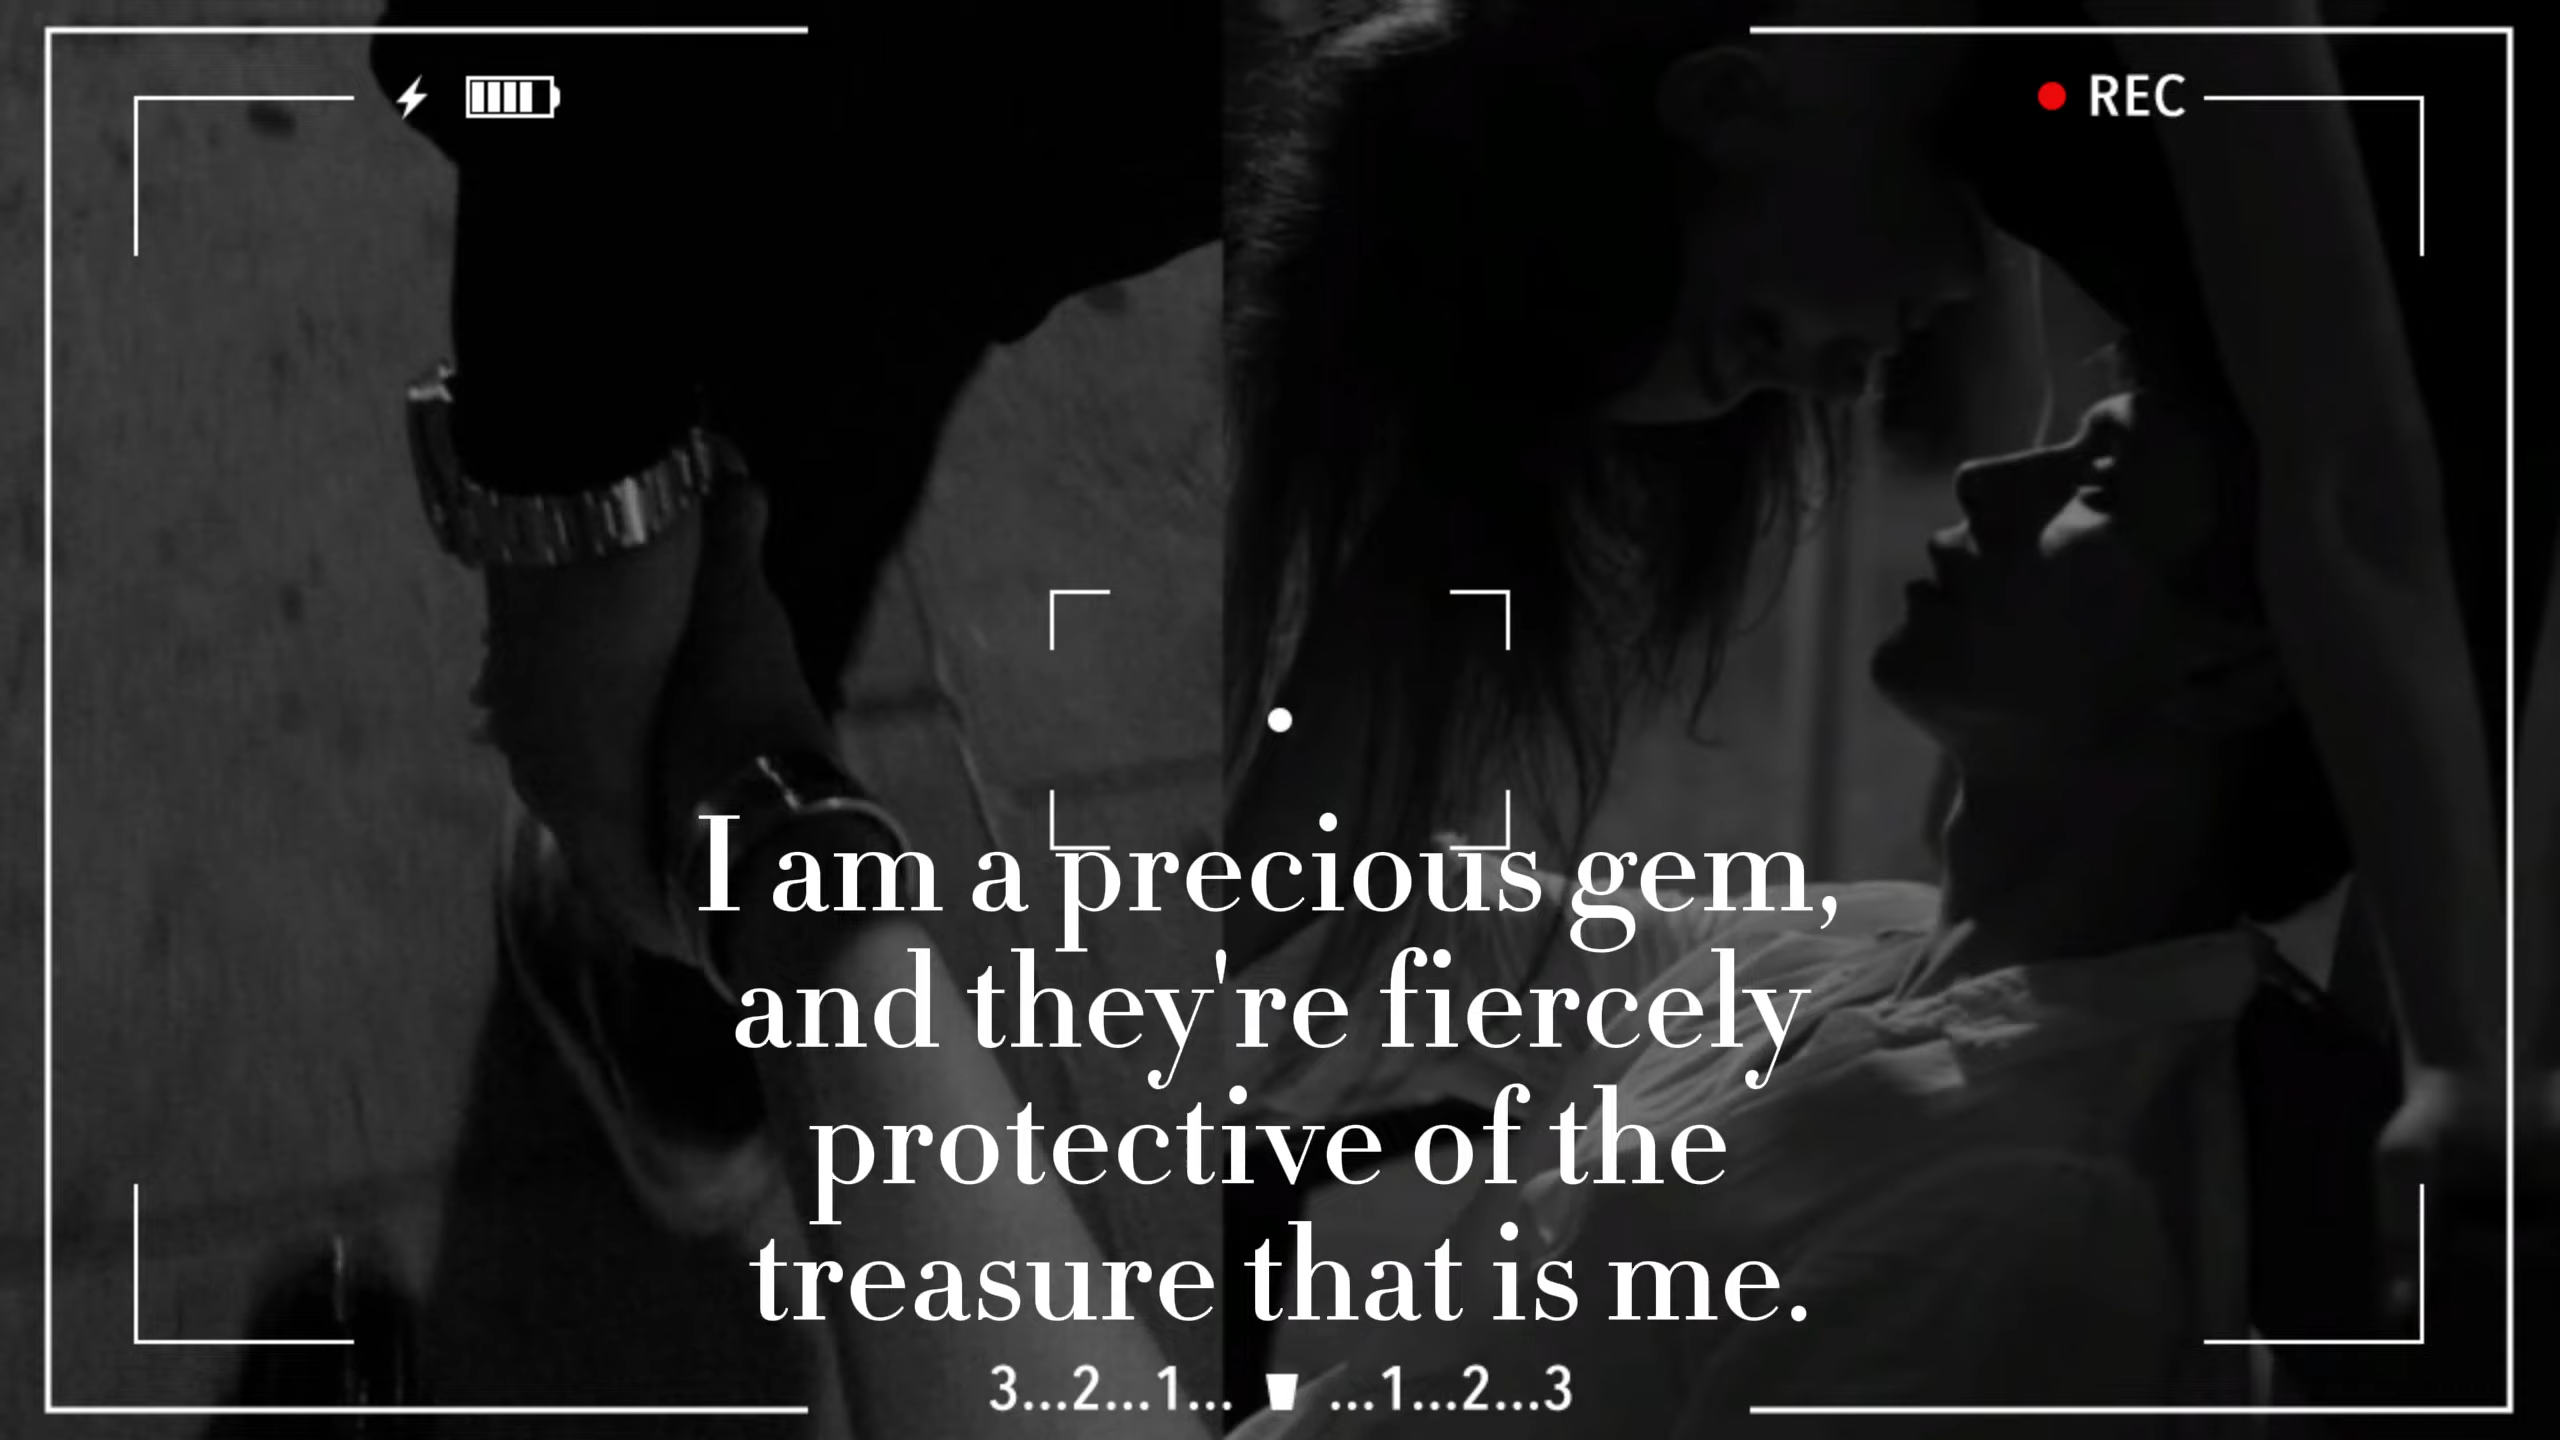 REC
I am a precious gem,
and they're fiercely
protective of the
treasure that is me.
3...2...1... ...1...2...3